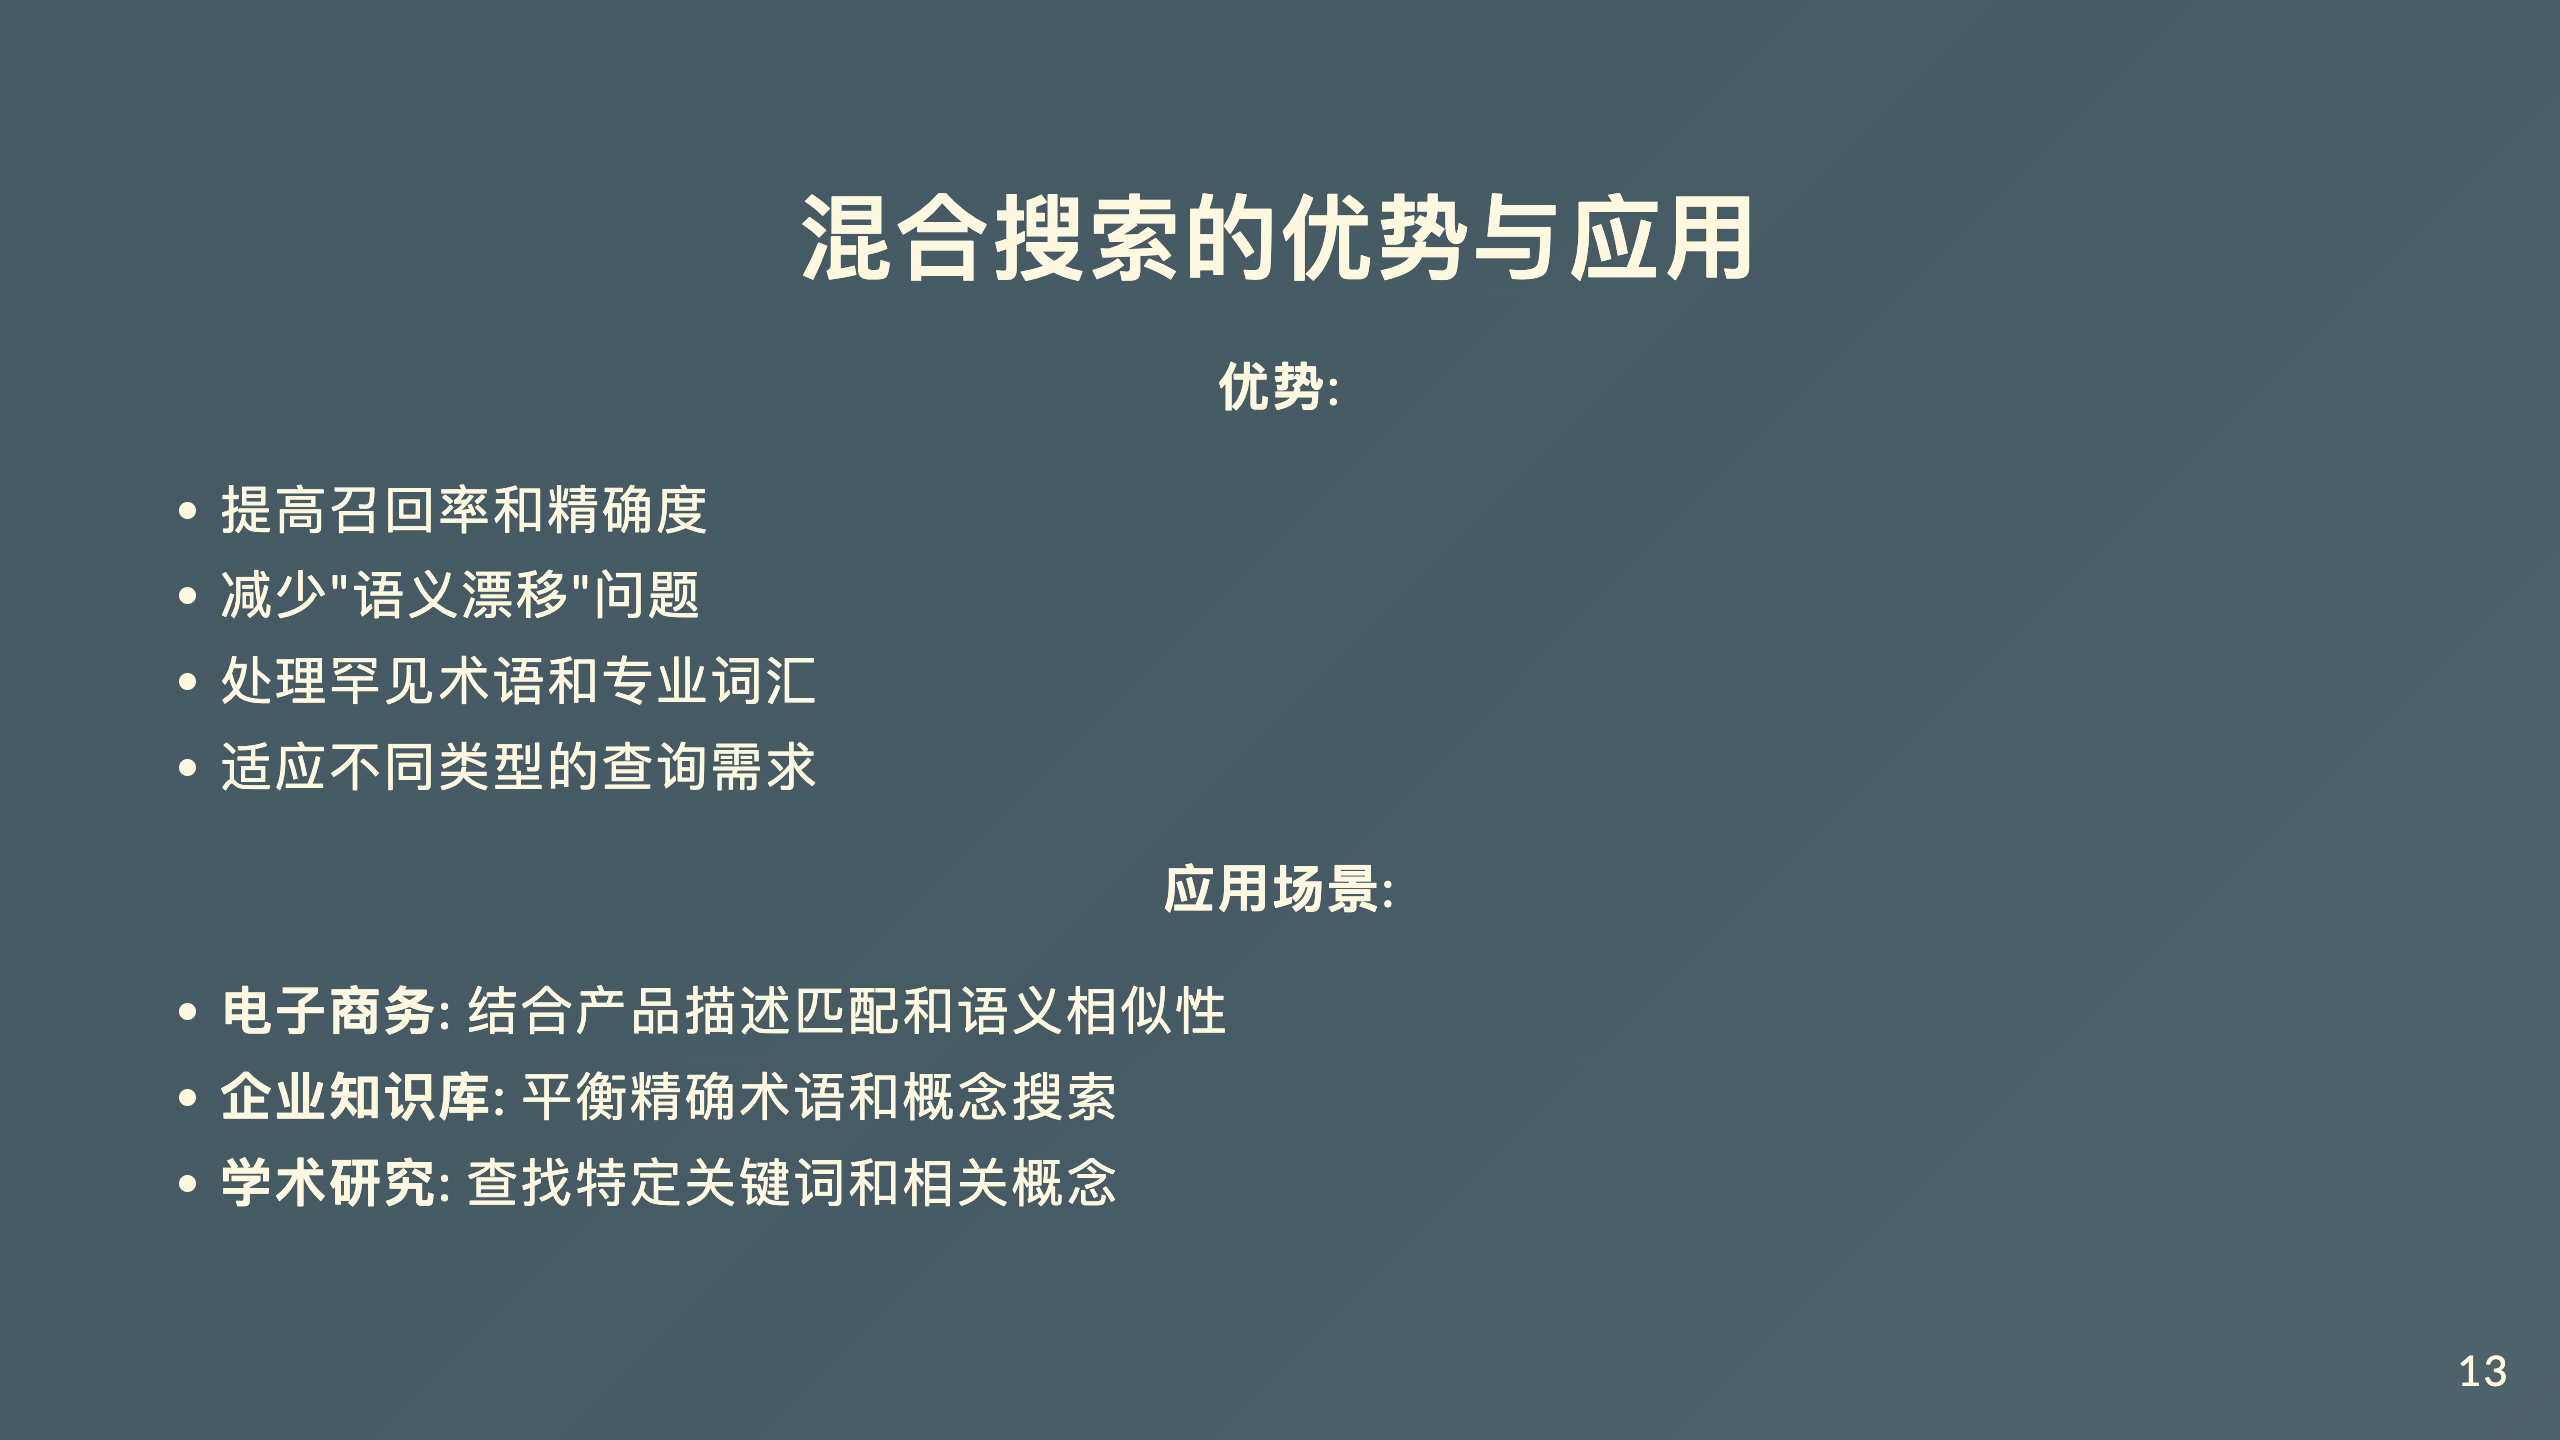 混合搜索的优势与应用
优势:
• 提高召回率和精确度
• 减少"语义漂移"问题
• 处理罕见术语和专业词汇
• 适应不同类型的查询需求
应用场景:
• 电子商务: 结合产品描述匹配和语义相似性
• 企业知识库: 平衡精确术语和概念搜索
• 学术研究: 查找特定关键词和相关概念
13